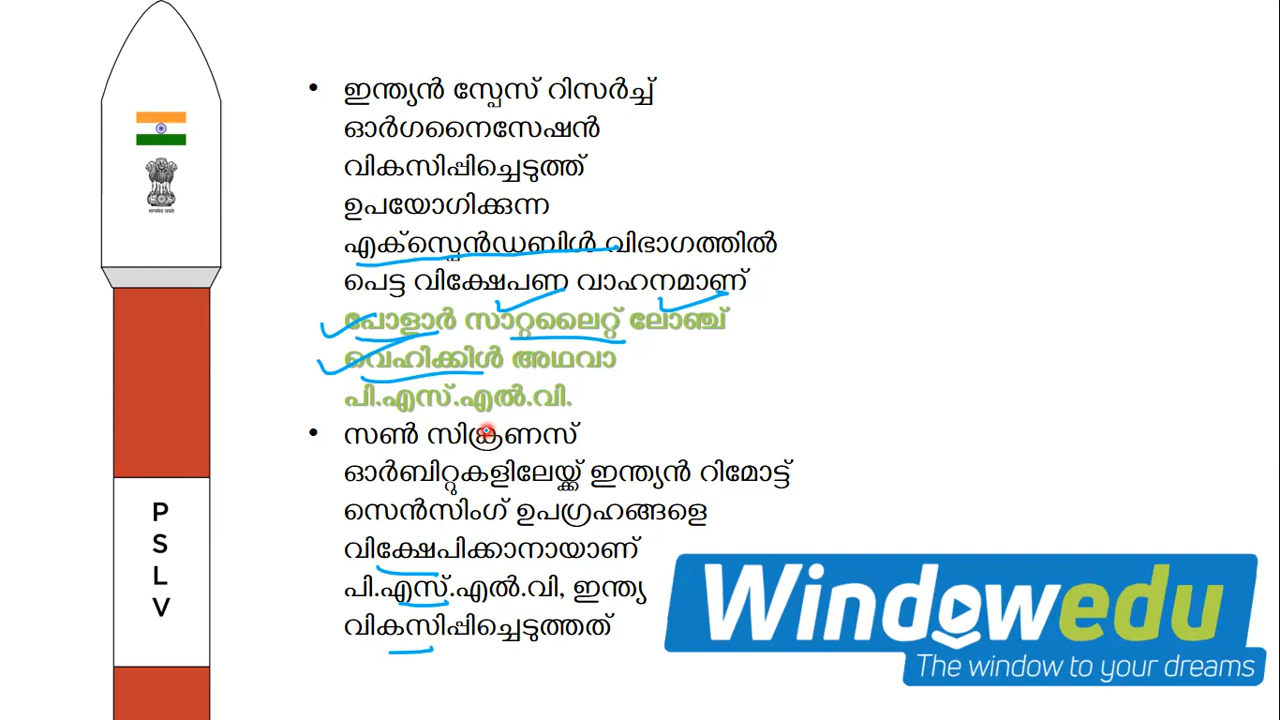 ഇന്ത്യൻ സ്പേസ് റിസർച്ച്
ഓർഗനൈസേഷൻ
വികസിപ്പിച്ചെടുത്ത്
ഉപയോഗിക്കുന്ന
എക്സ്പെൻഡബിൾ വിഭാഗത്തിൽ
പെട്ട വിക്ഷേപണ വാഹനമാണ്
പോളാർ സാറ്റലൈറ്റ് ലോഞ്ച്
വെഹിക്കിൾ അഥവാ
പി.എസ്.എൽ.വി.
സൺ സിങ്ക്രണസ്
ഓർബിറ്റുകളിലേയ്ക്ക് ഇന്ത്യൻ റിമോട്ട്
സെൻസിംഗ് ഉപഗ്രഹങ്ങളെ
വിക്ഷേപിക്കാനായാണ്
പി.എസ്.എൽ.വി, ഇന്ത്യ
വികസിപ്പിച്ചെടുത്തത്
P
S
L
V
Windowedu
The window to your dreams